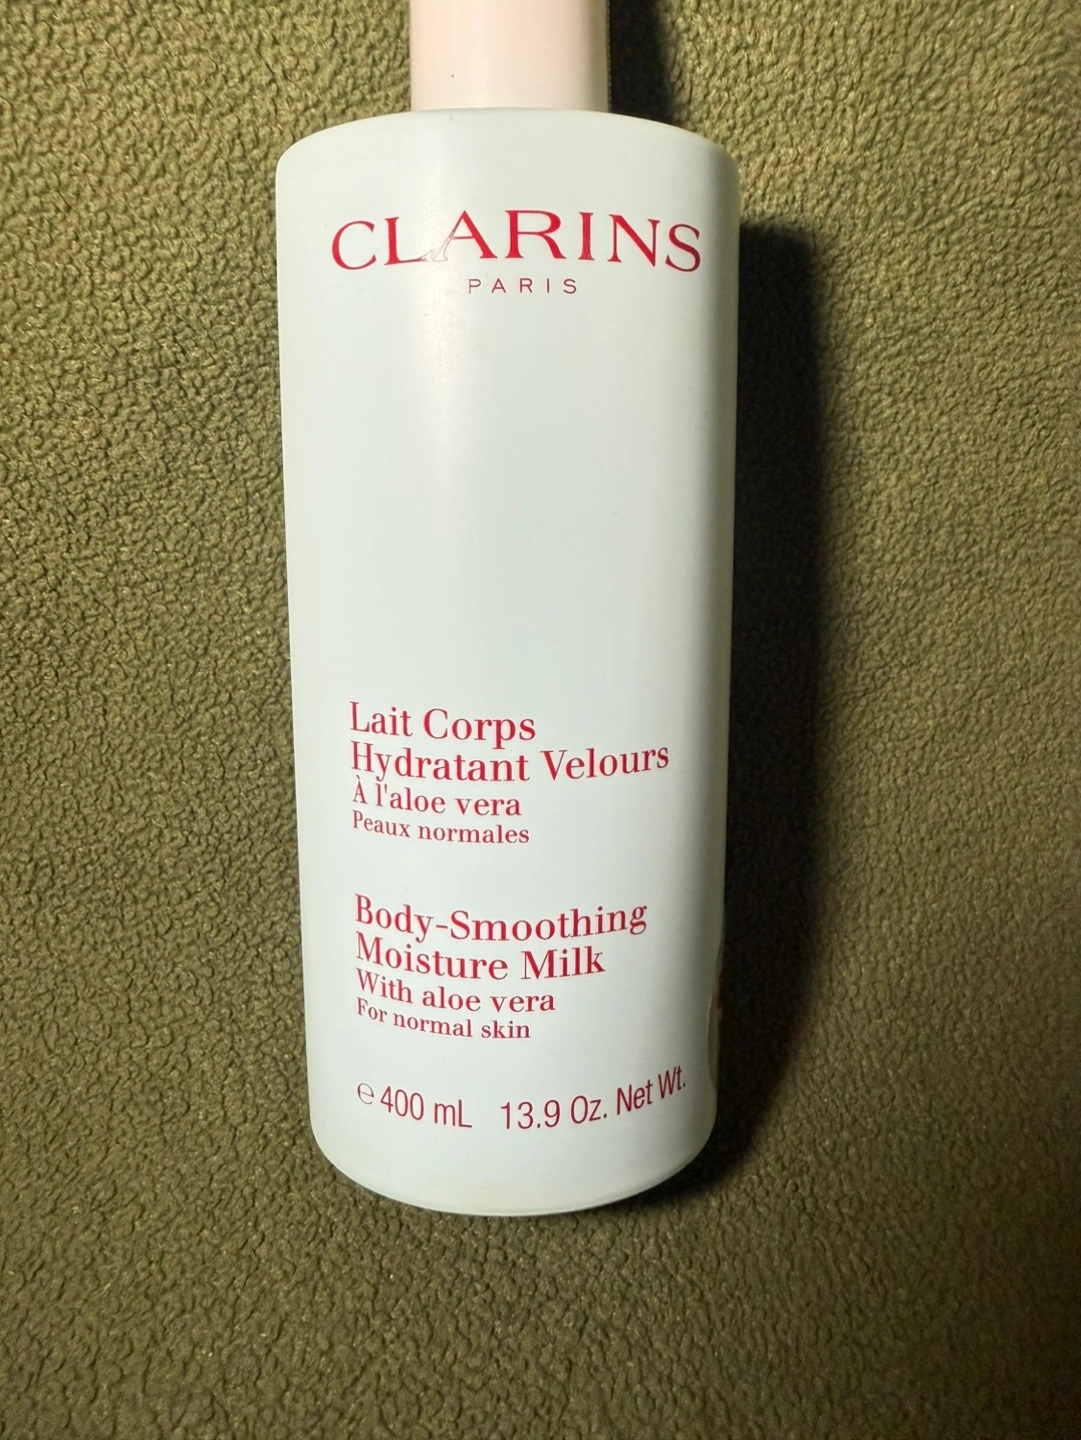 CLARINS
PARIS
Lait Corps
Hydratant Velours
À l'aloe vera
Peaux normales
Body-Smoothing
Moisture Milk
With aloe vera
For normal skin
℮ 400 mL 13.9 Oz. Net Wt.